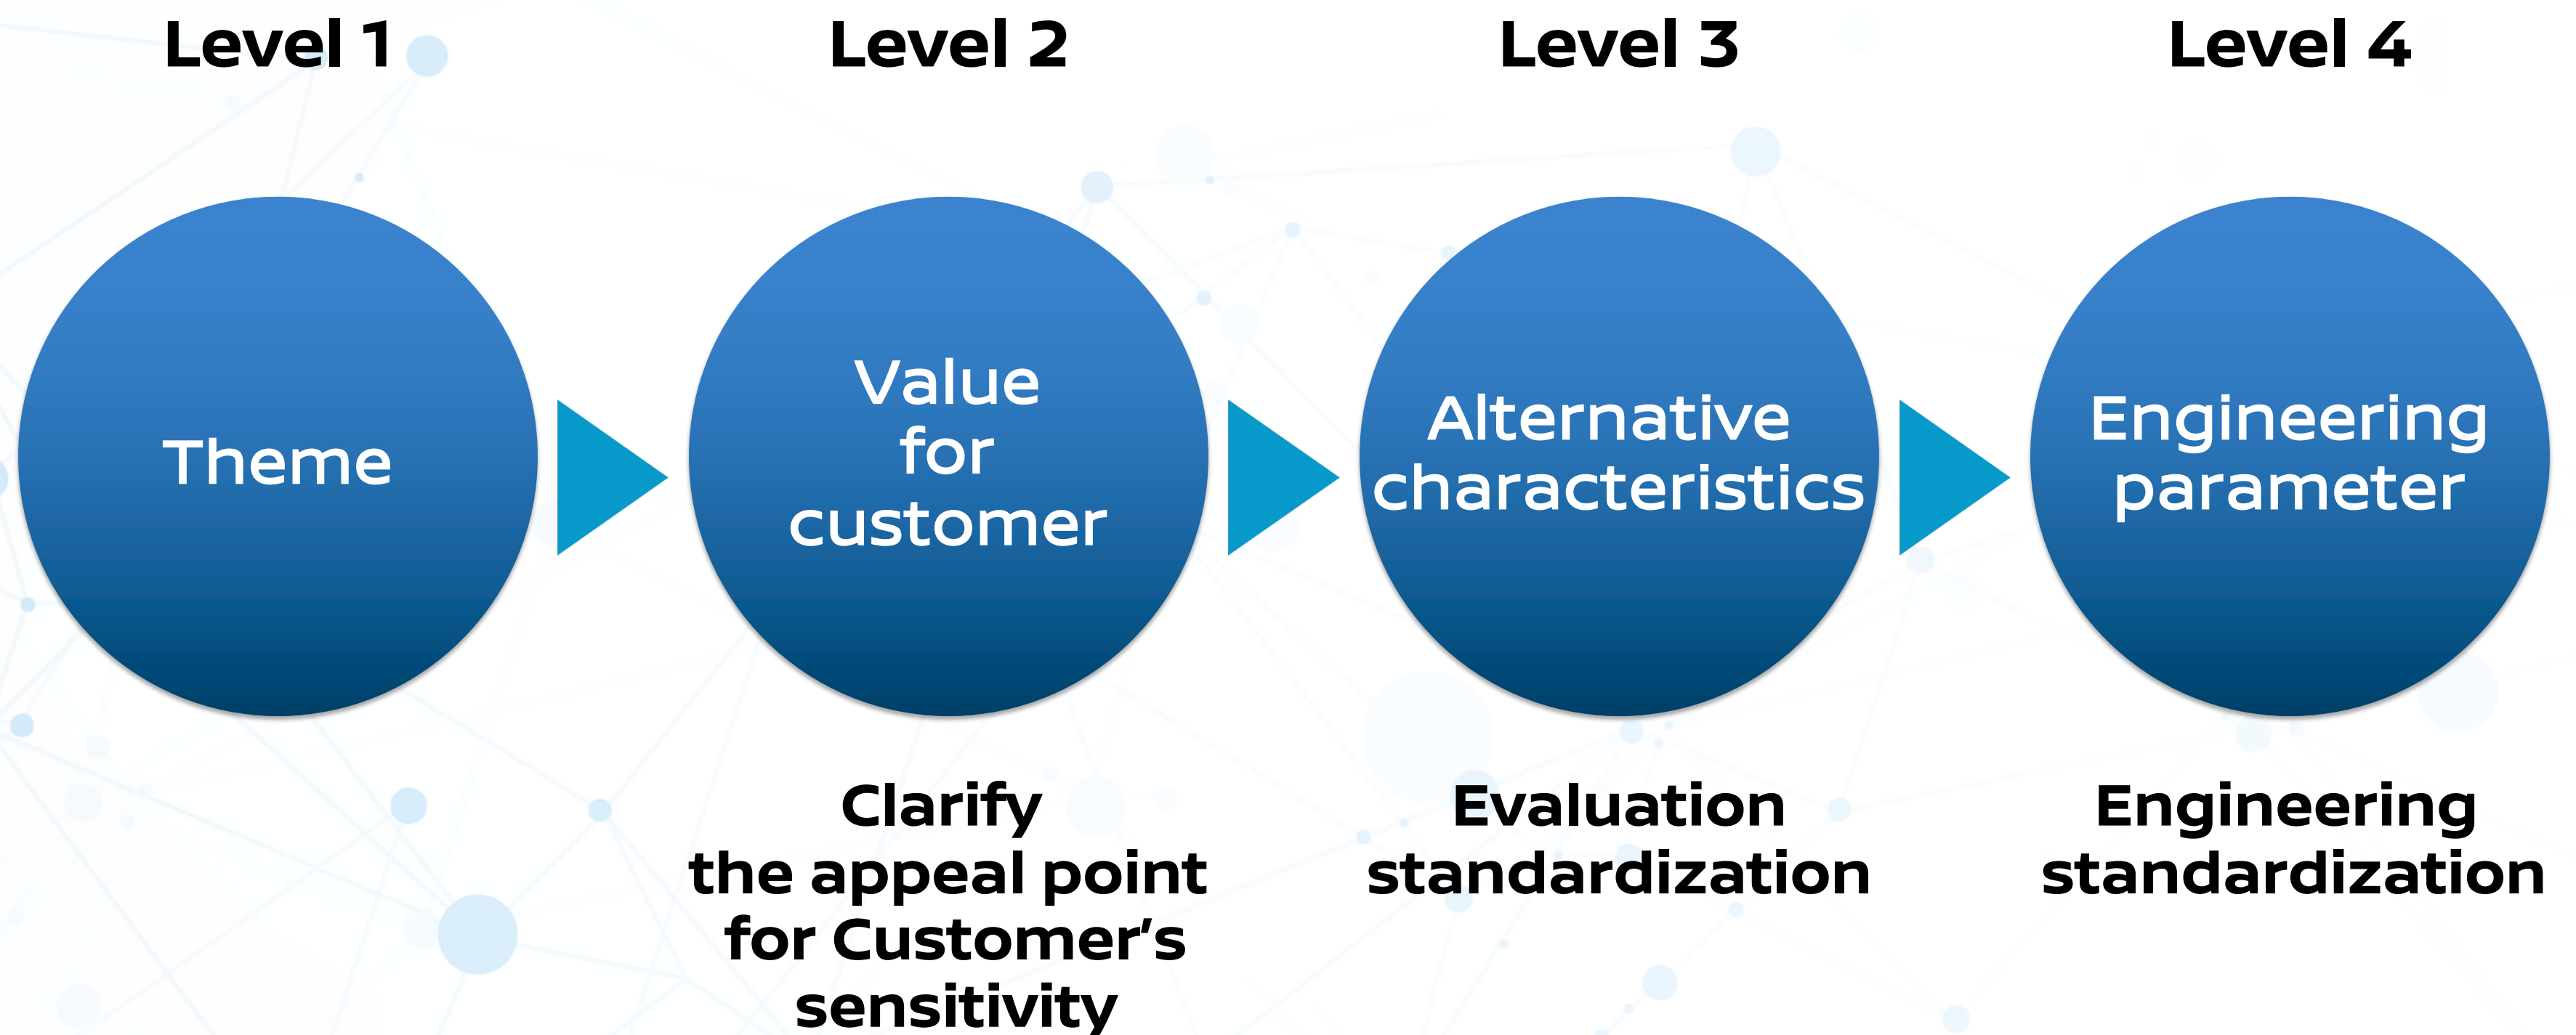 Level 1
Level 2
Level 3
Level 4
Theme
Value
for
customer
Alternative
characteristics
Engineering
parameter
Clarify
the appeal point
for Customer’s
sensitivity
Evaluation
standardization
Engineering
standardization